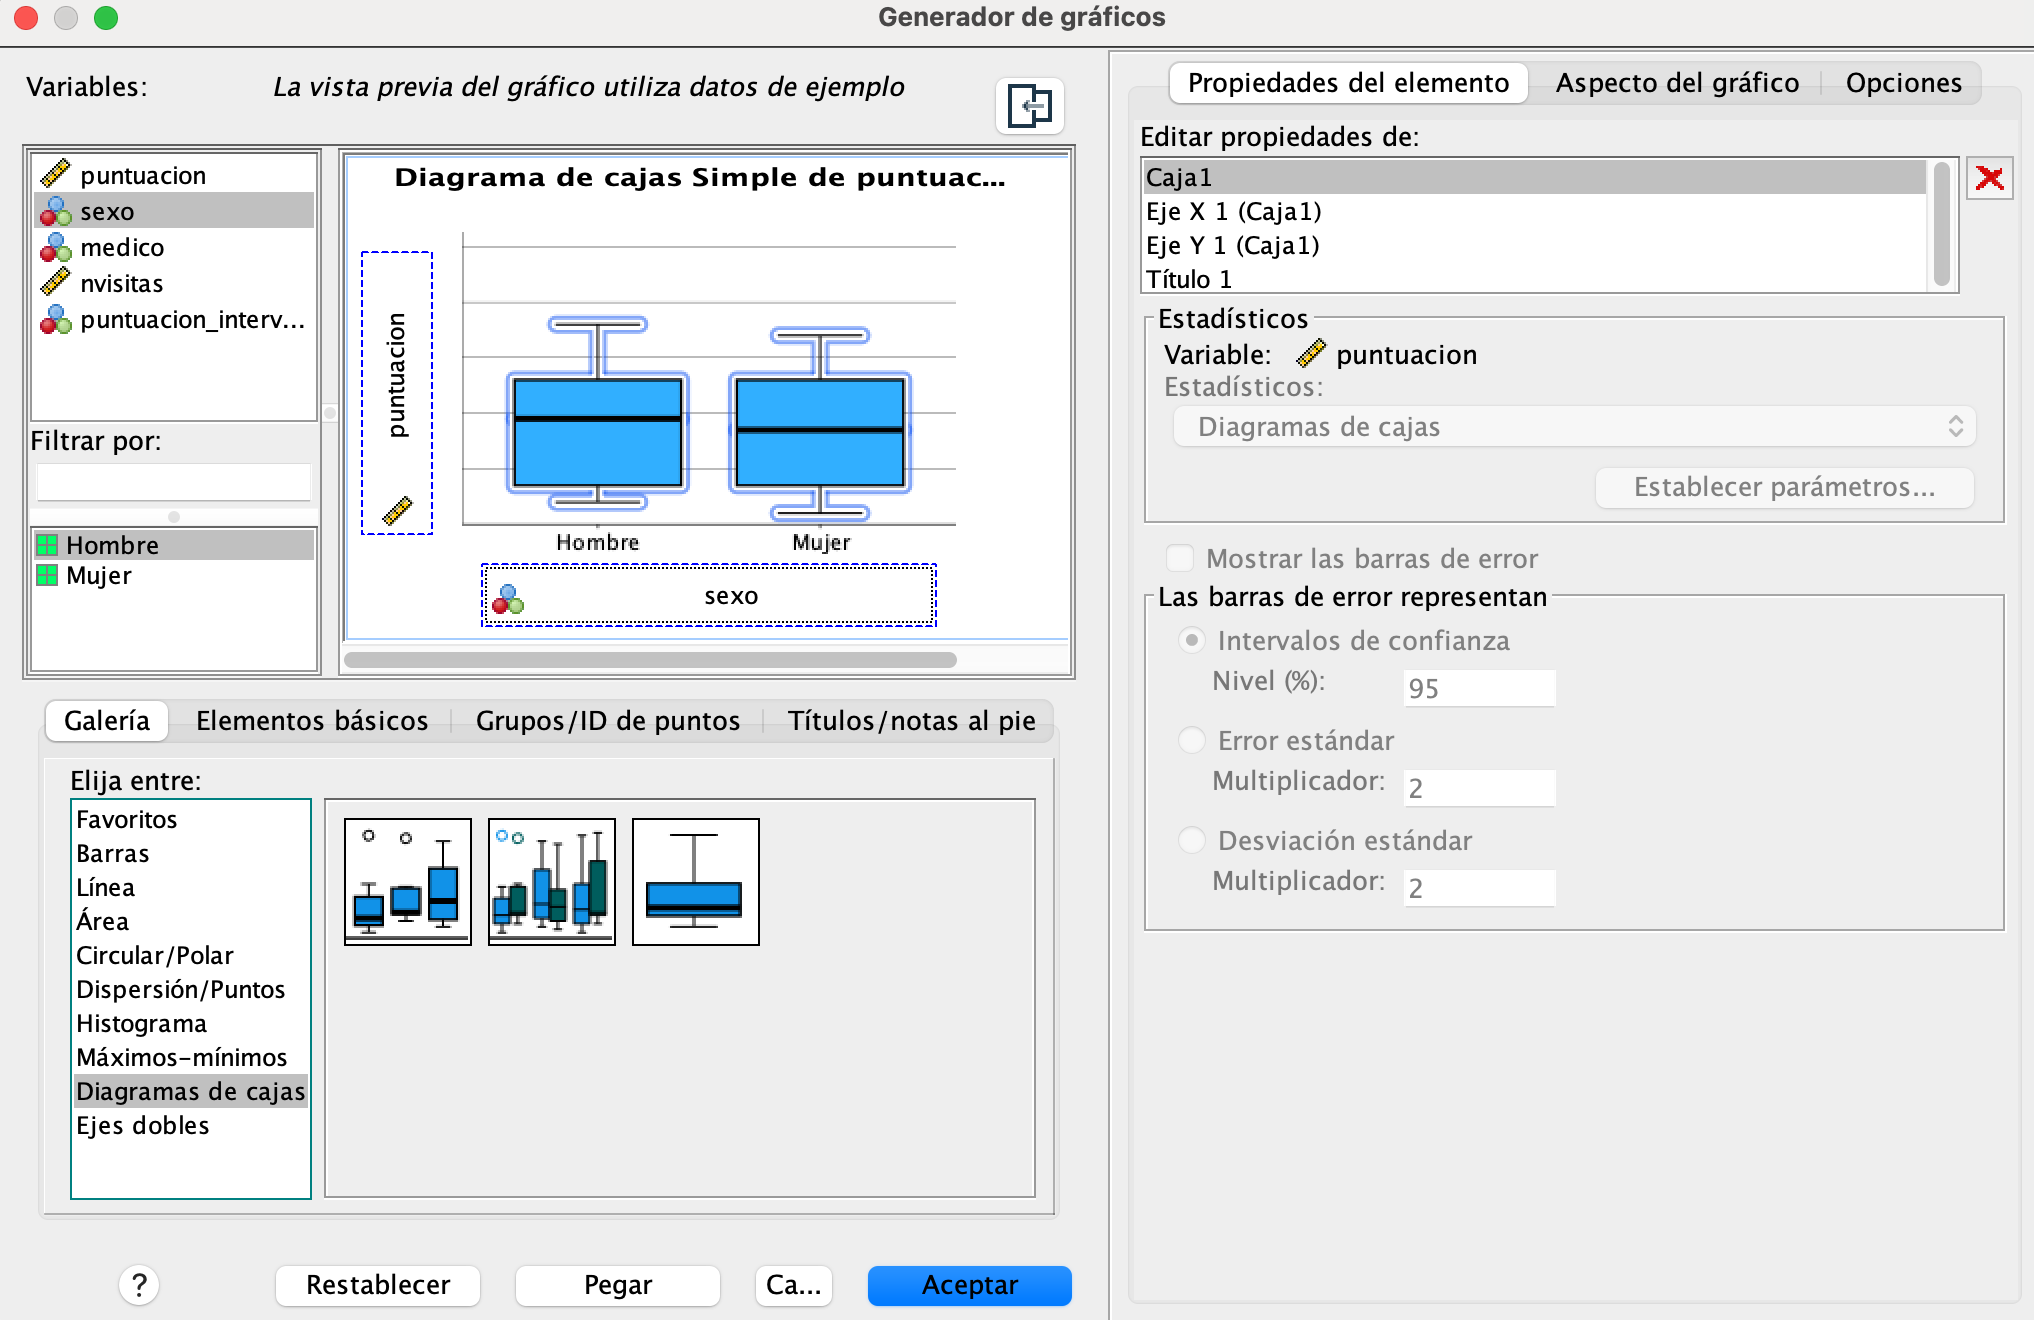 Generador de gráficos
Variables:
La vista previa del gráfico utiliza datos de ejemplo
puntuacion
sexo
medico
nvisitas
puntuacion_interv...
Filtrar por:
Hombre
Mujer
Diagrama de cajas Simple de puntuac...
puntuacion
Hombre
Mujer
sexo
Galería
Elementos básicos
Grupos/ID de puntos
Títulos/notas al pie
Elija entre:
Favoritos
Barras
Línea
Área
Circular/Polar
Dispersión/Puntos
Histograma
Máximos-mínimos
Diagramas de cajas
Ejes dobles
?
Restablecer
Pegar
Ca...
Aceptar
Propiedades del elemento
Aspecto del gráfico
Opciones
Editar propiedades de:
Caja1
Eje X 1 (Caja1)
Eje Y 1 (Caja1)
Título 1
Estadísticos
Variable: puntuacion
Estadísticos:
Diagramas de cajas
Establecer parámetros...
Mostrar las barras de error
Las barras de error representan
Intervalos de confianza
Nivel (%): 95
Error estándar
Multiplicador: 2
Desviación estándar
Multiplicador: 2